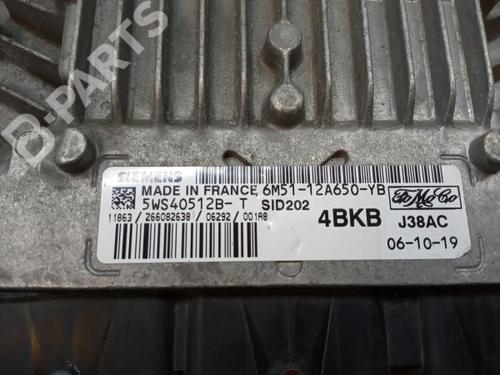 B-PARTS
SIEMENS
MADE IN FRANCE 6M51-12A650-YB
5WS40512B- T SID202
11863 / 266082638 / 06292 / 001A8
4BKB
FoMoCo
J38AC
06-10-19